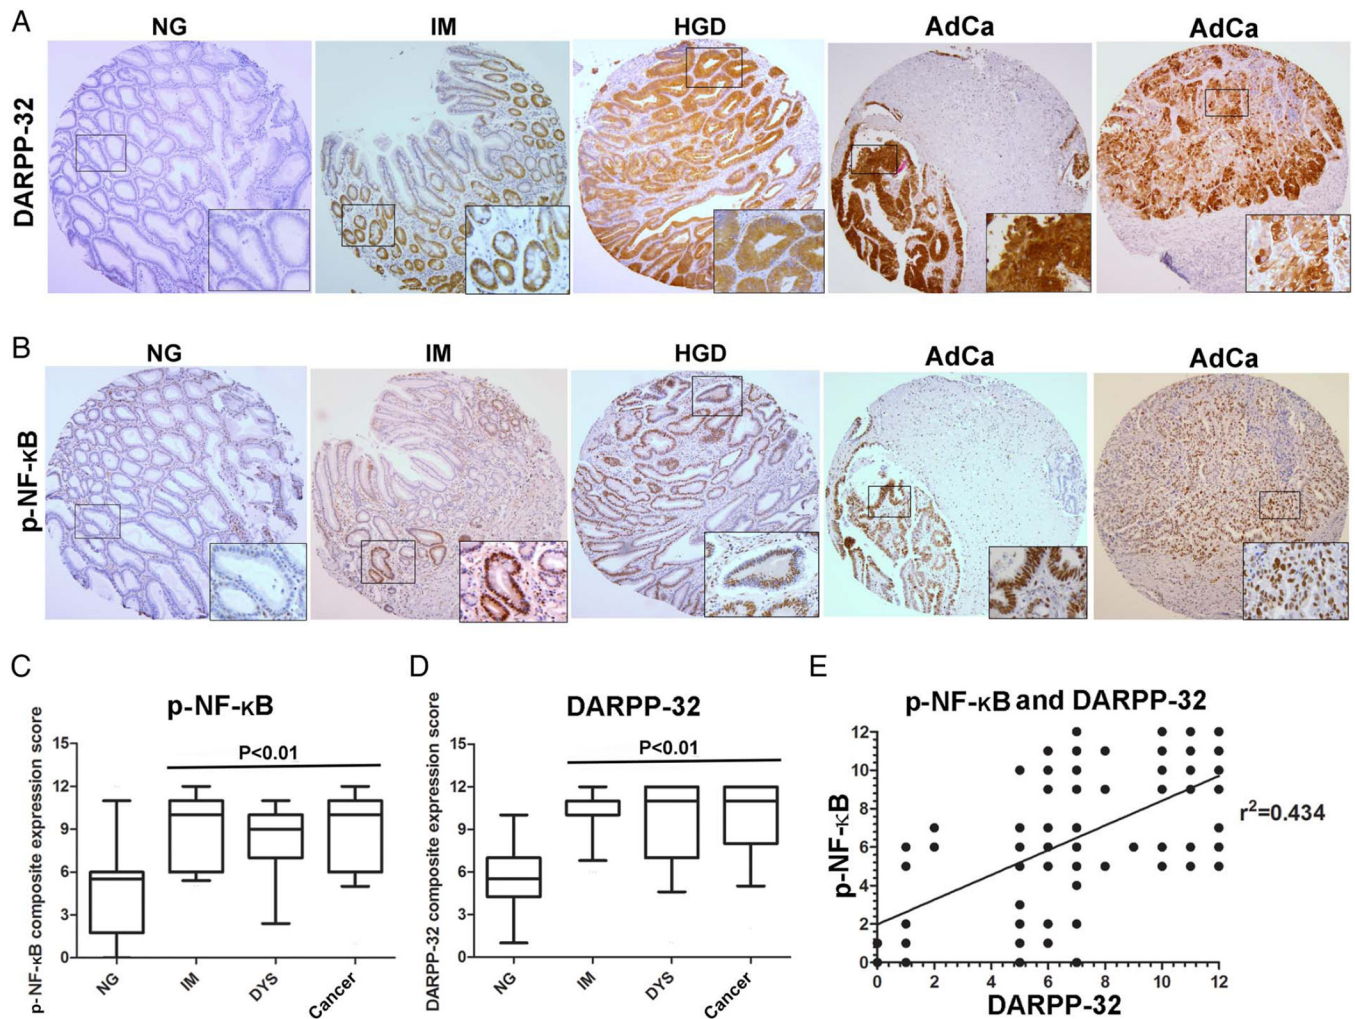 A
NG
IM
HGD
AdCa
AdCa
DARPP-32
B
NG
IM
HGD
AdCa
AdCa
p-NF-κB
C
p-NF-κB
p-NF-κB composite expression score
P<0.01
15
12
9
6
3
0
NG
IM
DYS
Cancer
D
DARPP-32
DARPP-32 composite expression score
P<0.01
15
12
9
6
3
0
NG
IM
DYS
Cancer
E
p-NF-κB and DARPP-32
p-NF-κB
12
10
8
6
4
2
0
r²=0.434
0 2 4 6 8 10 12
DARPP-32